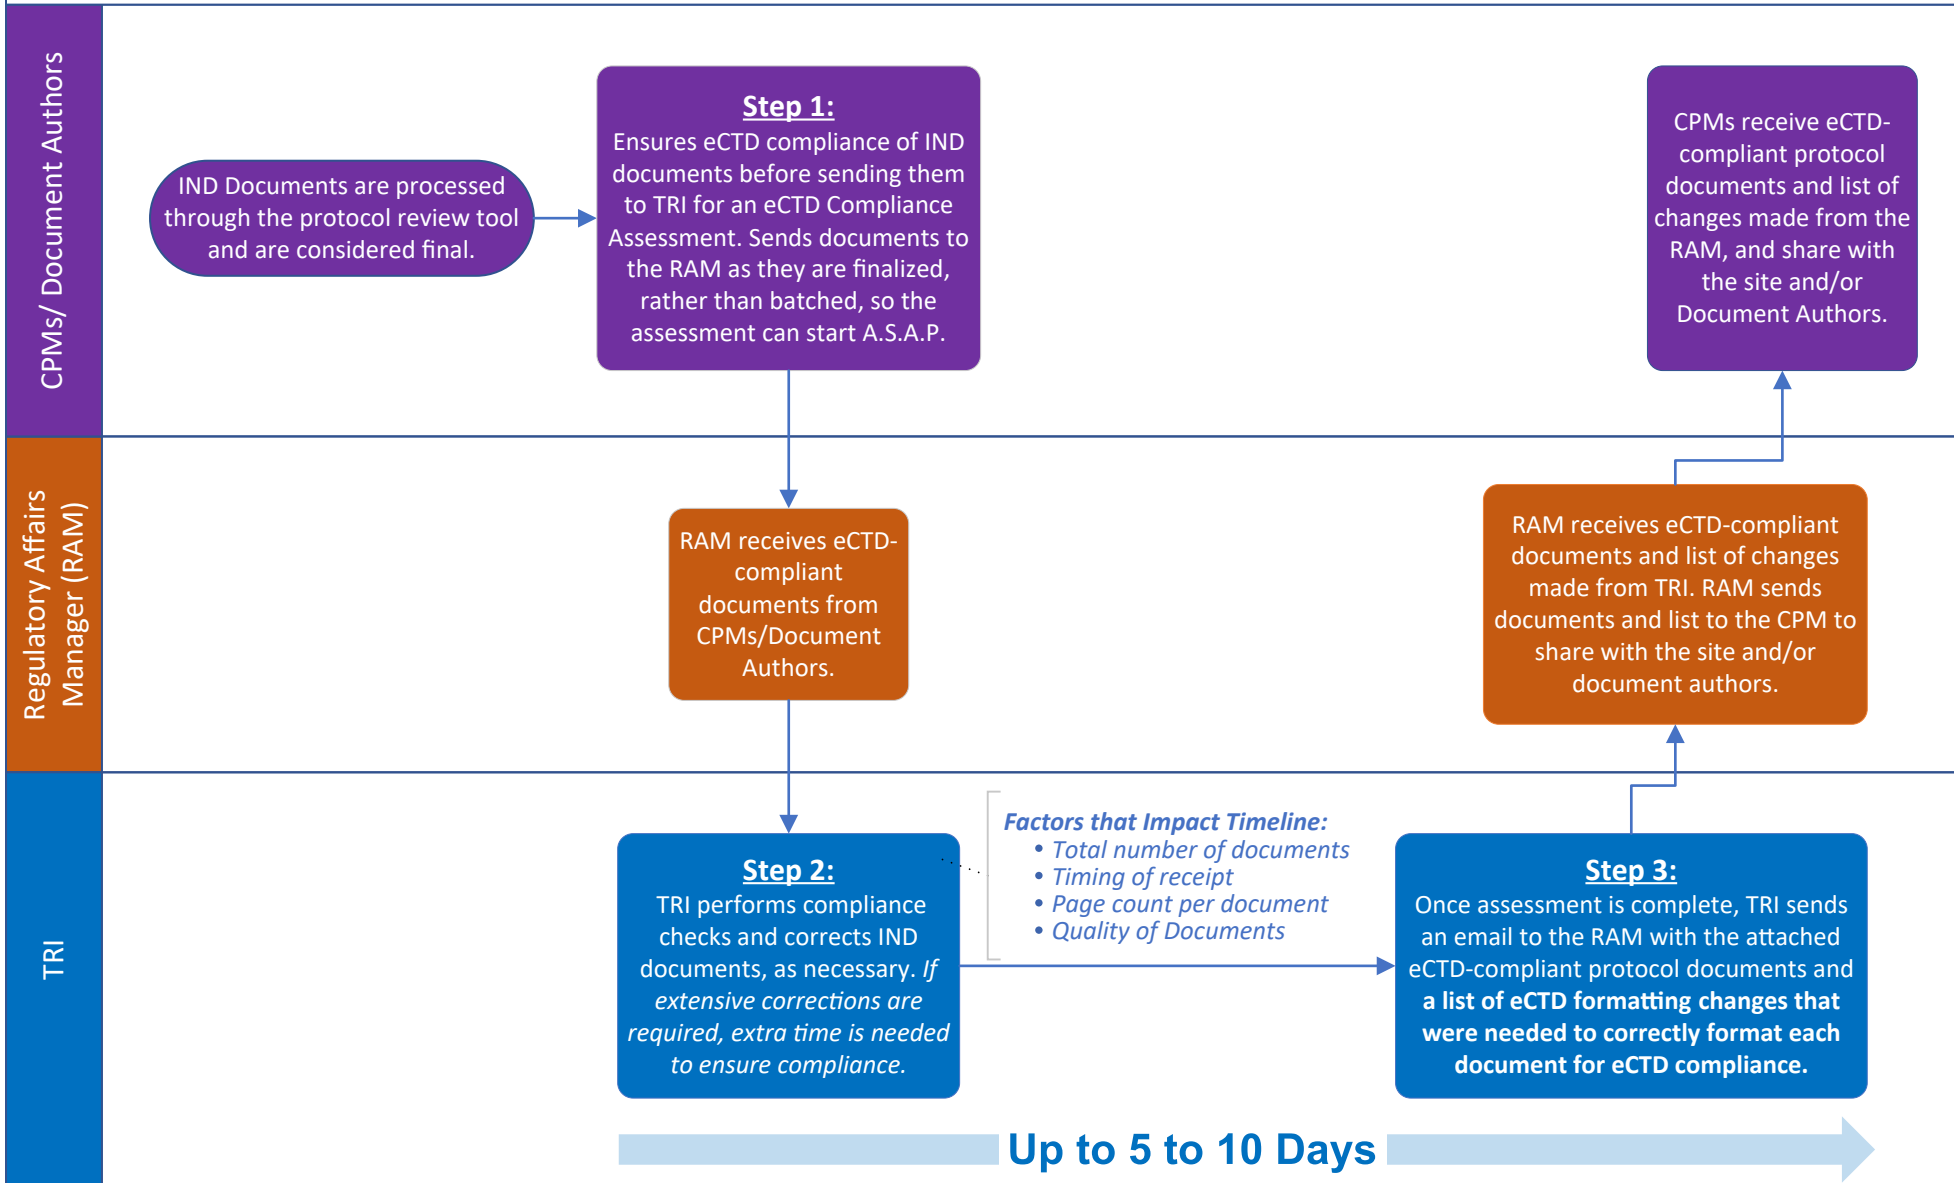 CPMs/ Document Authors
IND Documents are processed
through the protocol review tool
and are considered final.
Step 1:
Ensures eCTD compliance of IND
documents before sending them
to TRI for an eCTD Compliance
Assessment. Sends documents to
the RAM as they are finalized,
rather than batched, so the
assessment can start A.S.A.P.
CPMs receive eCTD-
compliant protocol
documents and list of
changes made from the
RAM, and share with
the site and/or
Document Authors.
Regulatory Affairs
Manager (RAM)
RAM receives eCTD-
compliant
documents from
CPMs/Document
Authors.
RAM receives eCTD-compliant
documents and list of changes
made from TRI. RAM sends
documents and list to the CPM to
share with the site and/or
document authors.
TRI
Step 2:
TRI performs compliance
checks and corrects IND
documents, as necessary. If
extensive corrections are
required, extra time is needed
to ensure compliance.
Factors that Impact Timeline:
• Total number of documents
• Timing of receipt
• Page count per document
• Quality of Documents
Step 3:
Once assessment is complete, TRI sends
an email to the RAM with the attached
eCTD-compliant protocol documents and
a list of eCTD formatting changes that
were needed to correctly format each
document for eCTD compliance.
Up to 5 to 10 Days